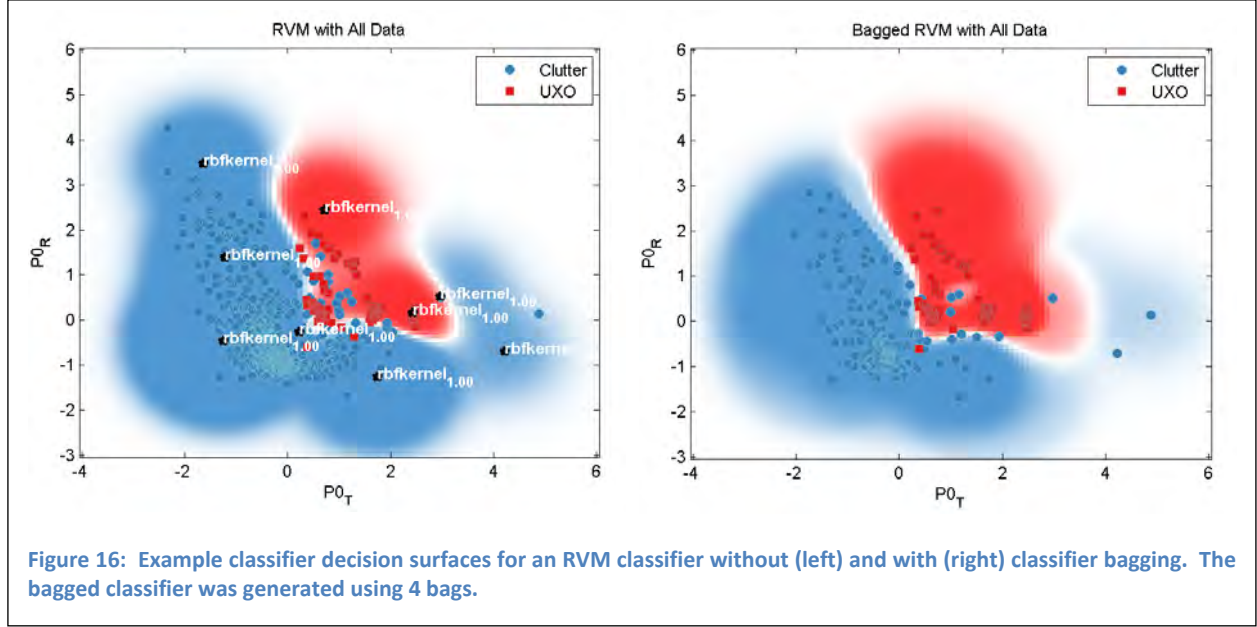 RVM with All Data
6
5
4
3
2
1
0
-1
-2
-3
P0R
Clutter
UXO
rbfkernel1.00
rbfkernel1.0
rbfkernel1.00
rbfkernel1.00
rbfkernel1.00
rbfkernel1.00
rbfkernel1.00
rbfkerne
rbfkernel1.00
-4
-2
0
2
4
6
P0T
Bagged RVM with All Data
6
5
4
3
2
1
0
-1
-2
-3
P0R
Clutter
UXO
-4
-2
0
2
4
6
P0T
Figure 16: Example classifier decision surfaces for an RVM classifier without (left) and with (right) classifier bagging. The
bagged classifier was generated using 4 bags.